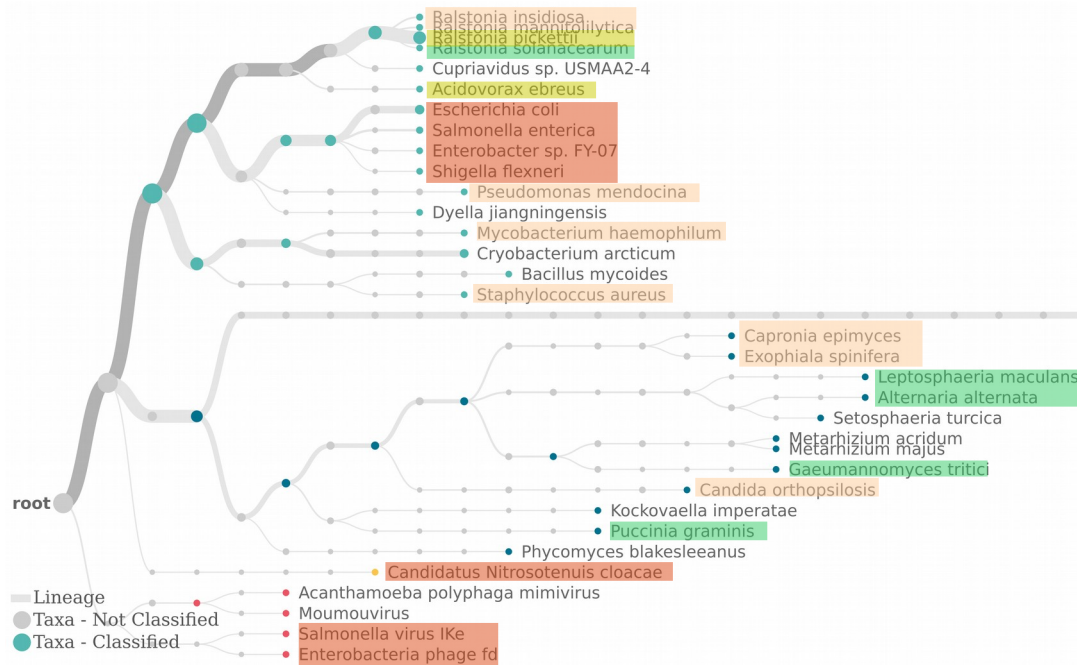 Ralstonia insidiosa
Ralstonia mannitolilytica
Ralstonia pickettii
Ralstonia solanacearum
Cupriavidus sp. USMAA2-4
Acidovorax ebreus
Escherichia coli
Salmonella enterica
Enterobacter sp. FY-07
Shigella flexneri
Pseudomonas mendocina
Dyella jiangningensis
Mycobacterium haemophilum
Cryobacterium arcticum
Bacillus mycoides
Staphylococcus aureus
Capronia epimyces
Exophiala spinifera
Leptosphaeria maculans
Alternaria alternata
Setosphaeria turcica
Metarhizium acridum
Metarhizium majus
Gaeumannomyces tritici
Candida orthopsilosis
root
Kockovaella imperatae
Puccinia graminis
Phycomyces blakesleeanus
Candidatus Nitrosotenuis cloacae
Acanthamoeba polyphaga mimivirus
Lineage
Moumouvirus
Taxa - Not Classified
Salmonella virus IKe
Taxa - Classified
Enterobacteria phage fd